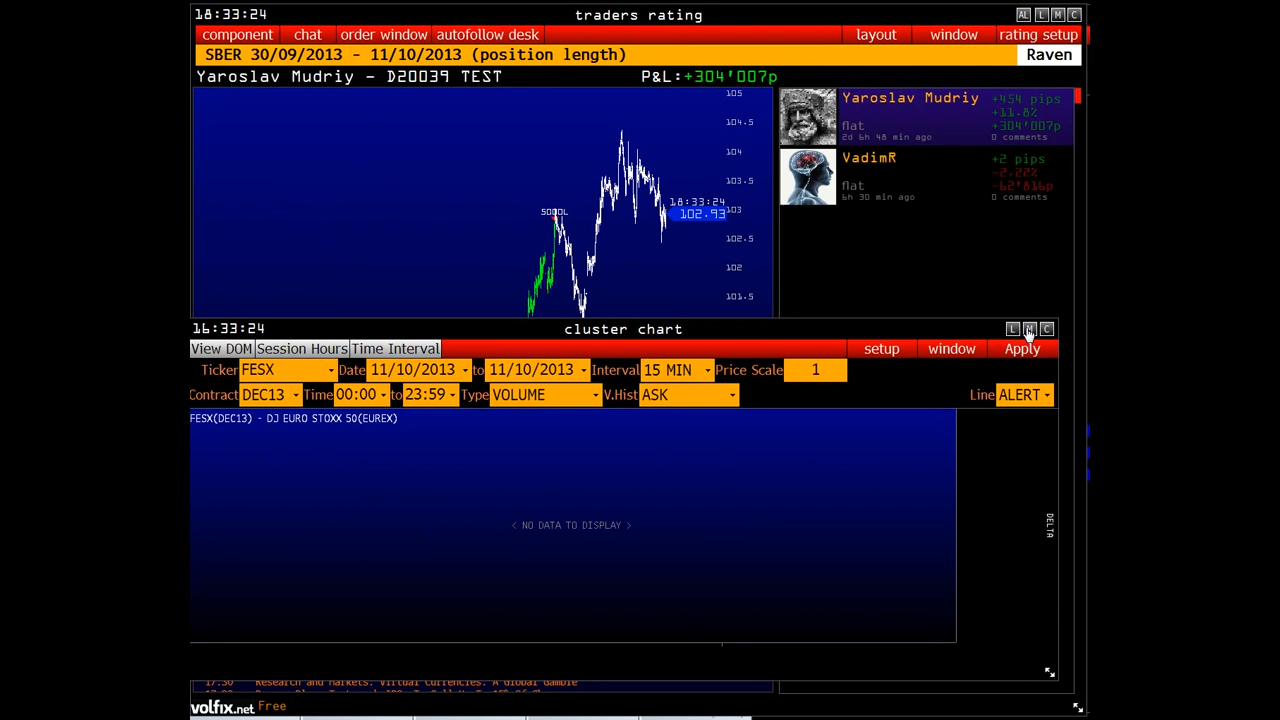 18:33:24 traders rating AL L M C
component chat order window autofollow desk layout window rating setup
SBER 30/09/2013 - 11/10/2013 (position length) Raven
Yaroslav Mudriy - D20039 TEST P&L:+304'007p
105
104.5
104
103.5
103
102.5
102
101.5
5000L
18:33:24
102.93
Yaroslav Mudriy +454 pips
+11.8%
flat +304'007p
2d 6h 48 min ago 0 comments
VadimR +2 pips
-2.22%
flat -62'816p
6h 30 min ago 0 comments
16:33:24 cluster chart L M C
View DOM Session Hours Time Interval setup window Apply
Ticker FESX Date 11/10/2013 to 11/10/2013 Interval 15 MIN Price Scale 1
Contract DEC13 Time 00:00 to 23:59 Type VOLUME V.Hist ASK Line ALERT
FESX(DEC13) - DJ EURO STOXX 50(EUREX)
< NO DATA TO DISPLAY >
DELTA
17:30 Research and Markets: Virtual Currencies: A Global Gamble
volfix.net Free